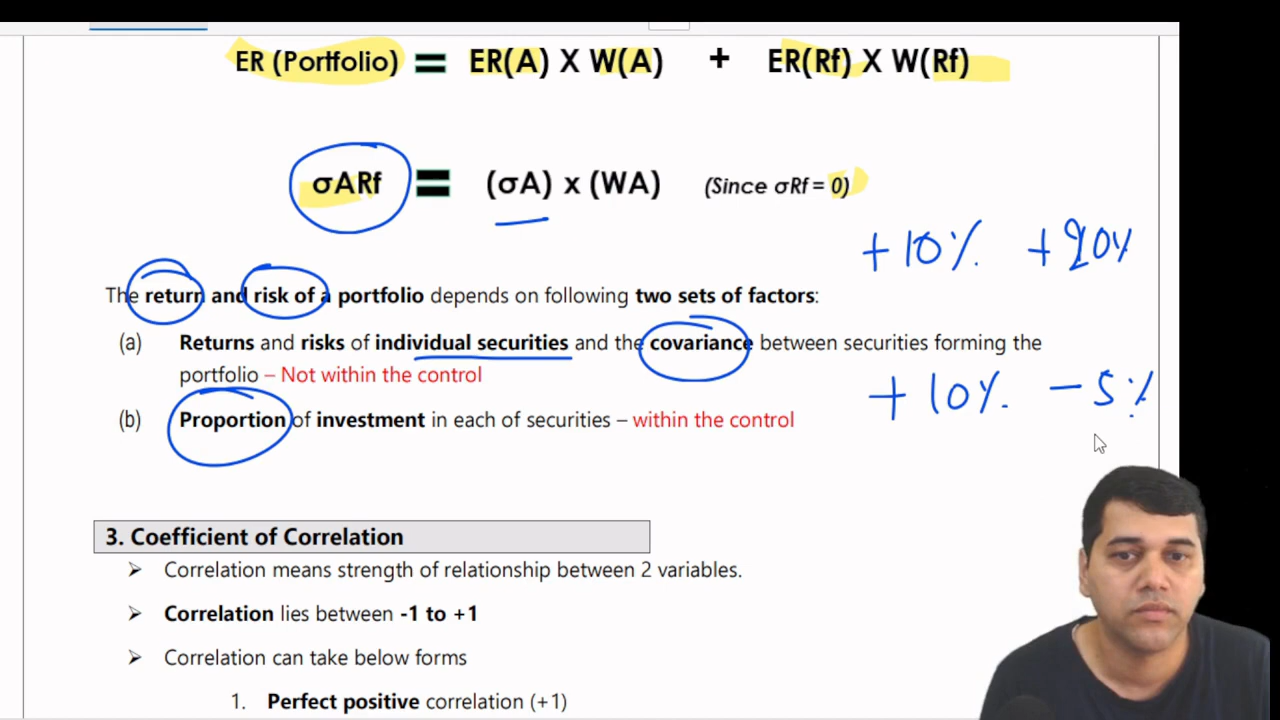 ER (Portfolio) = ER(A) X W(A) + ER(Rf) X W(Rf)
σARf = (σA) x (WA) (Since σRf = 0)
+10% +20%
The return and risk of a portfolio depends on following two sets of factors:
(a) Returns and risks of individual securities and the covariance between securities forming the
portfolio – Not within the control
+10% -5%
(b) Proportion of investment in each of securities – within the control
3. Coefficient of Correlation
➢ Correlation means strength of relationship between 2 variables.
➢ Correlation lies between -1 to +1
➢ Correlation can take below forms
1. Perfect positive correlation (+1)